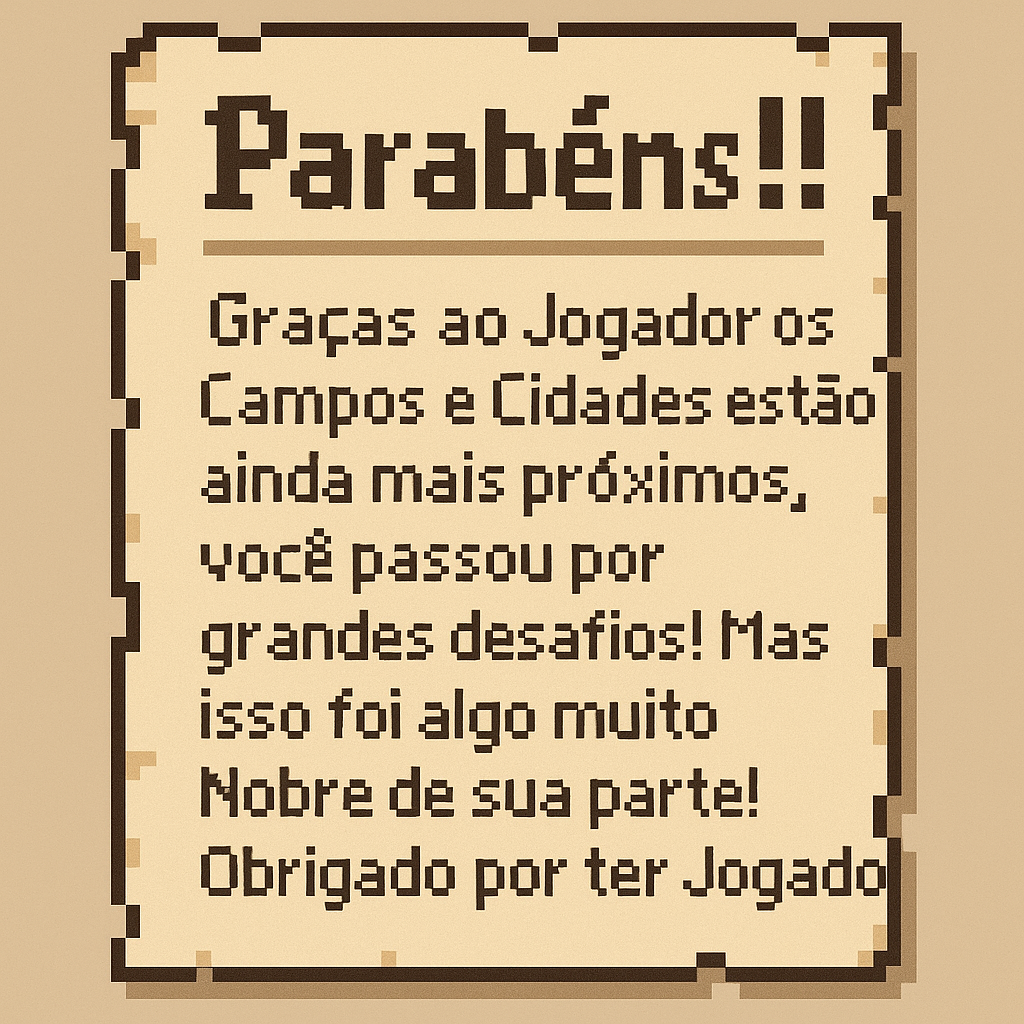 Parabéns!!
Graças ao Jogador os
Campos e Cidades estão
ainda mais próximos,
você passou por
grandes desafios! Mas
isso foi algo muito
Nobre de sua parte!
Obrigado por ter Jogado